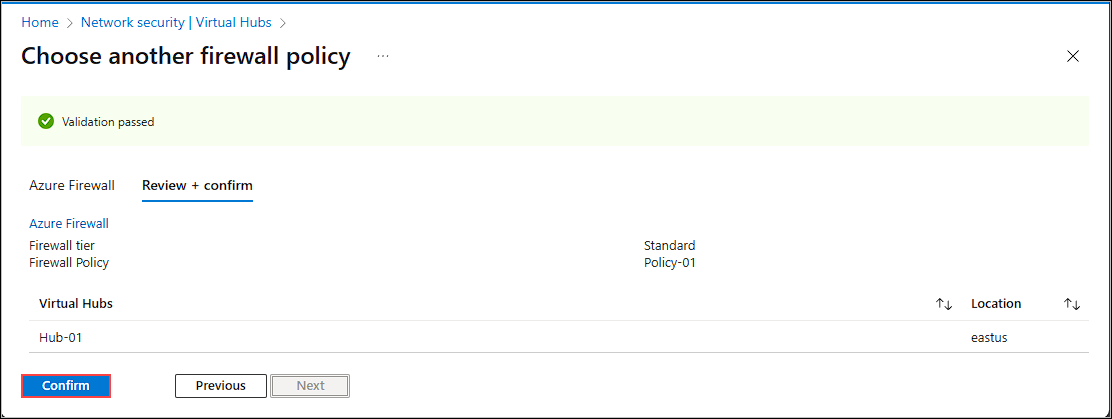 Home > Network security | Virtual Hubs >
Choose another firewall policy ...
Validation passed
Azure Firewall Review + confirm
Azure Firewall
Firewall tier Standard
Firewall Policy Policy-01
Virtual Hubs ↑↓ Location ↑↓
Hub-01 eastus
Confirm Previous Next